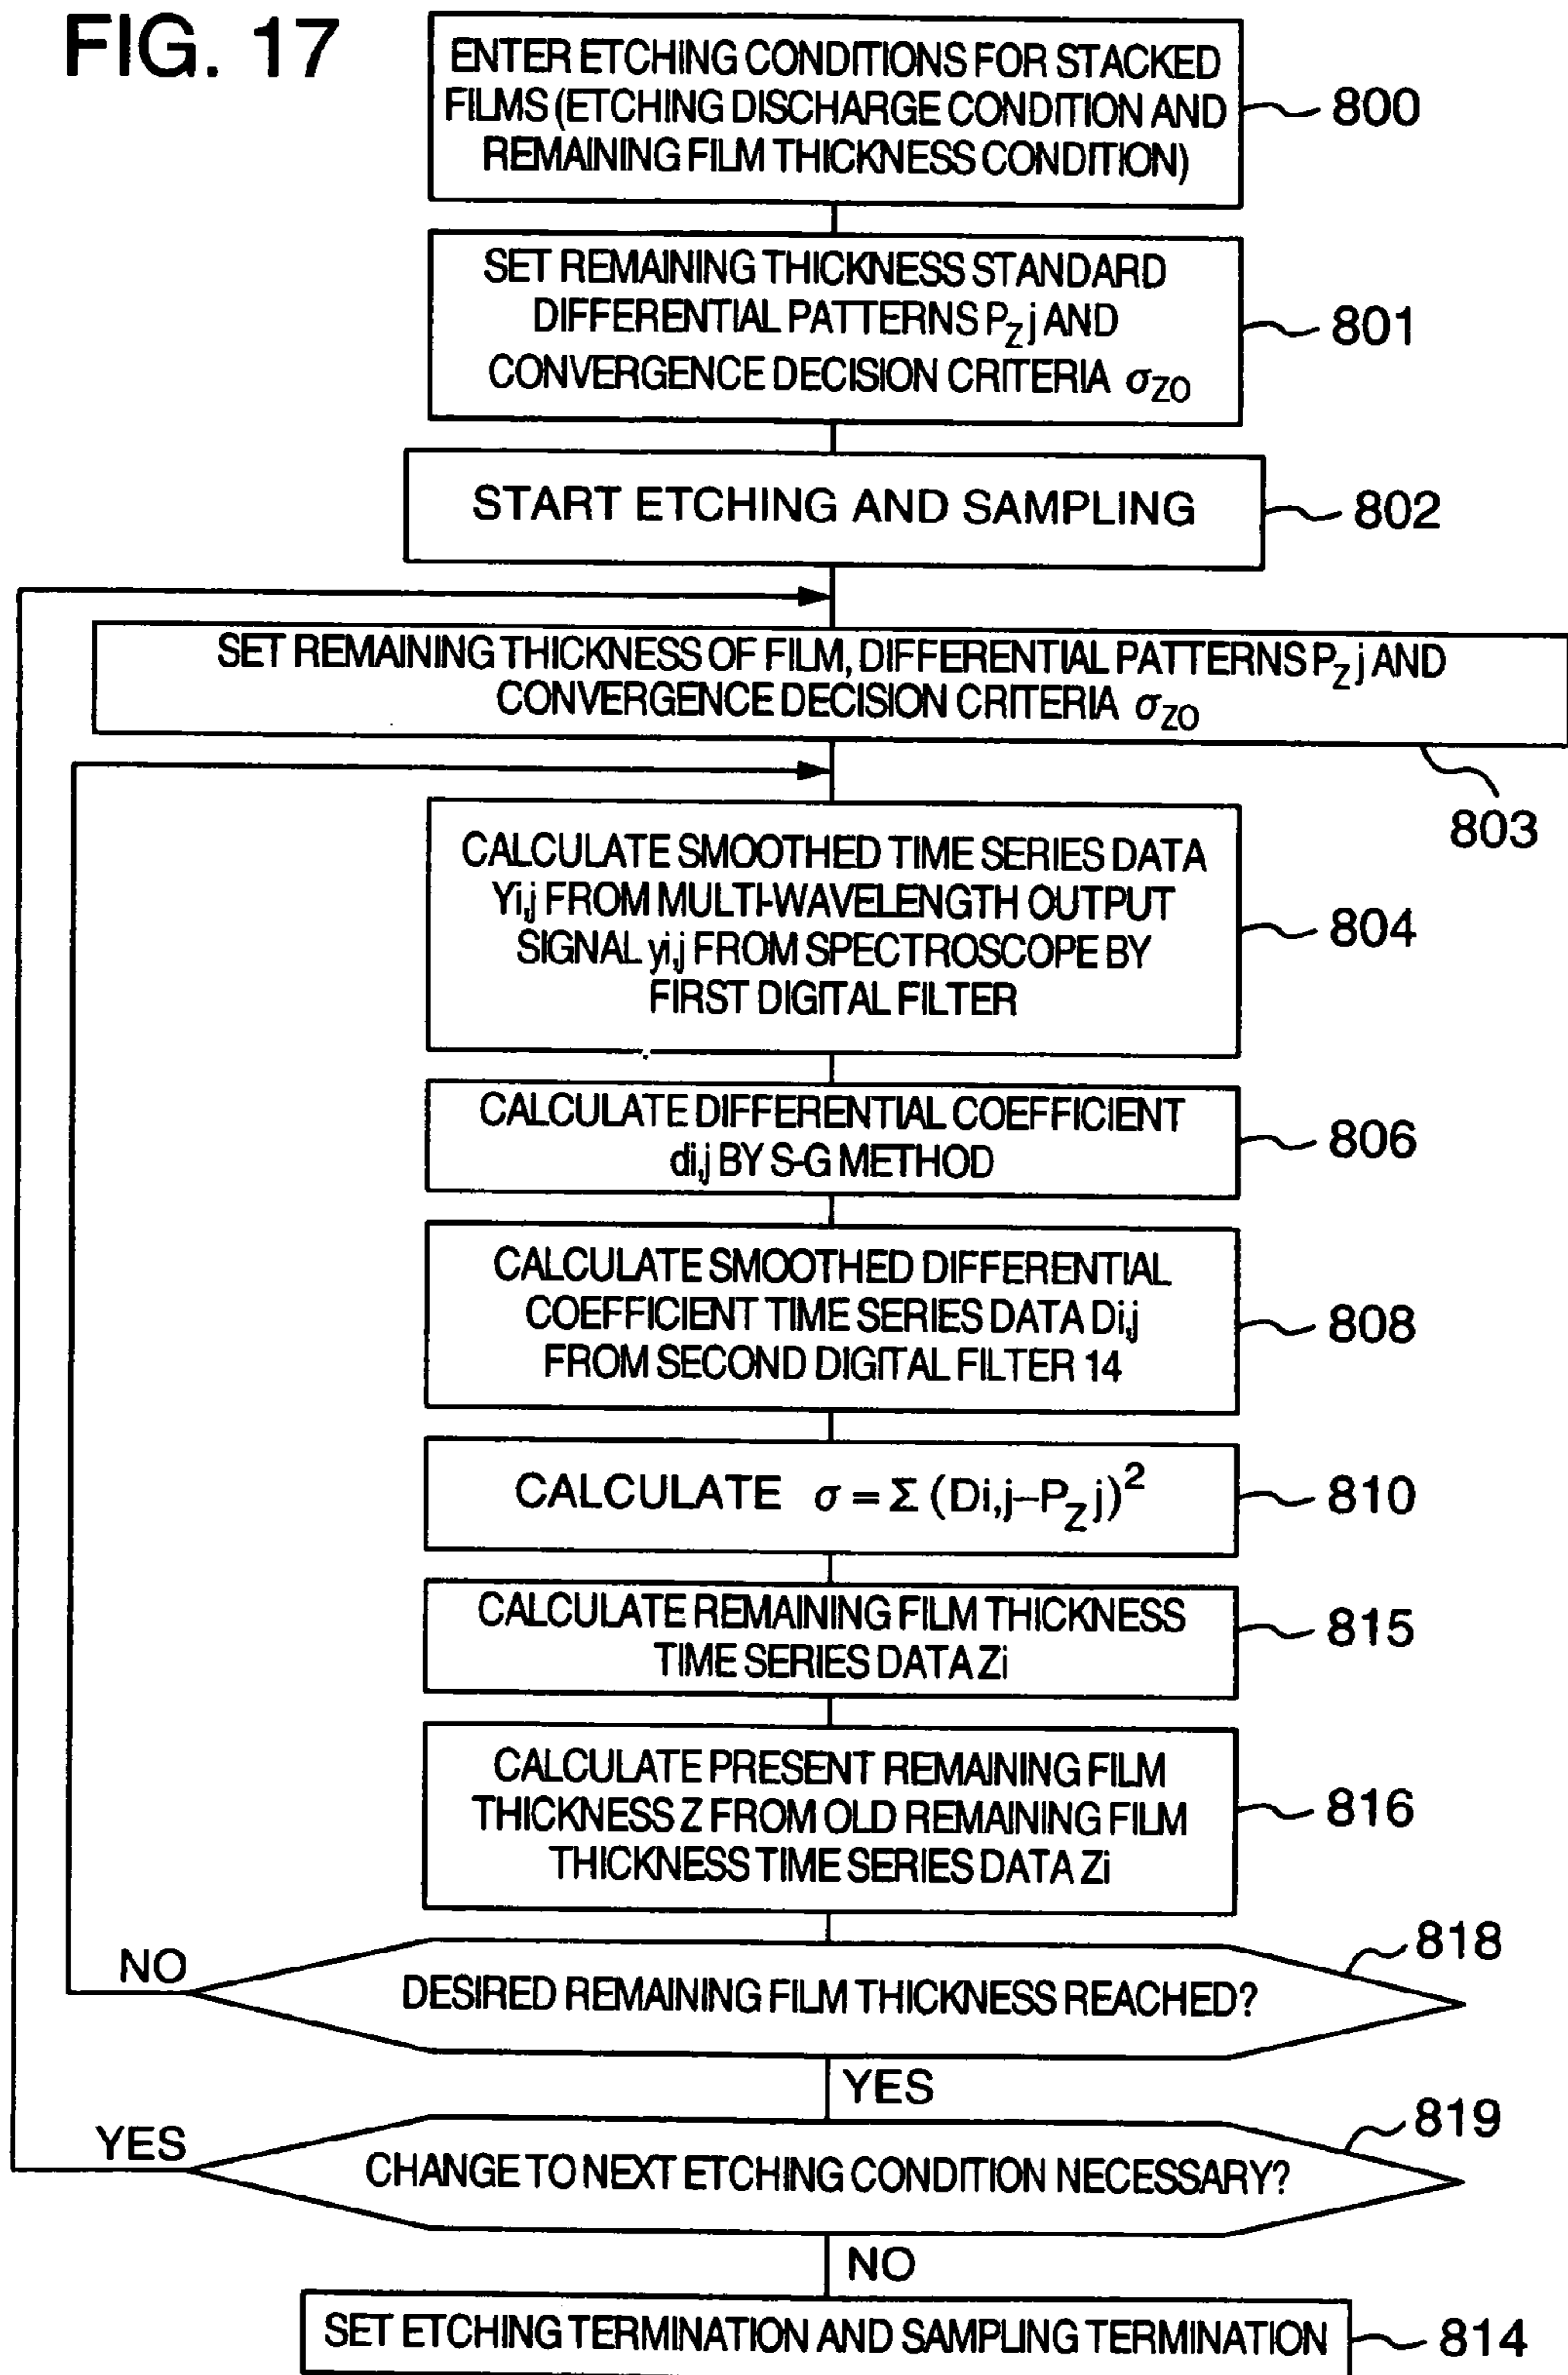 FIG. 17
ENTER ETCHING CONDITIONS FOR STACKED
FILMS (ETCHING DISCHARGE CONDITION AND
REMAINING FILM THICKNESS CONDITION)
800
SET REMAINING THICKNESS STANDARD
DIFFERENTIAL PATTERNS PZ j AND
CONVERGENCE DECISION CRITERIA σZO
801
START ETCHING AND SAMPLING
802
SET REMAINING THICKNESS OF FILM, DIFFERENTIAL PATTERNS PZ j AND
CONVERGENCE DECISION CRITERIA σZO
803
CALCULATE SMOOTHED TIME SERIES DATA
Yi,j FROM MULTI-WAVELENGTH OUTPUT
SIGNAL yi,j FROM SPECTROSCOPE BY
FIRST DIGITAL FILTER
804
CALCULATE DIFFERENTIAL COEFFICIENT
di,j BY S-G METHOD
806
CALCULATE SMOOTHED DIFFERENTIAL
COEFFICIENT TIME SERIES DATA Di,j
FROM SECOND DIGITAL FILTER 14
808
CALCULATE σ = Σ (Di,j–PZ j)²
810
CALCULATE REMAINING FILM THICKNESS
TIME SERIES DATA Zi
815
CALCULATE PRESENT REMAINING FILM
THICKNESS Z FROM OLD REMAINING FILM
THICKNESS TIME SERIES DATA Zi
816
NO
DESIRED REMAINING FILM THICKNESS REACHED?
818
YES
YES
CHANGE TO NEXT ETCHING CONDITION NECESSARY?
819
NO
SET ETCHING TERMINATION AND SAMPLING TERMINATION
814